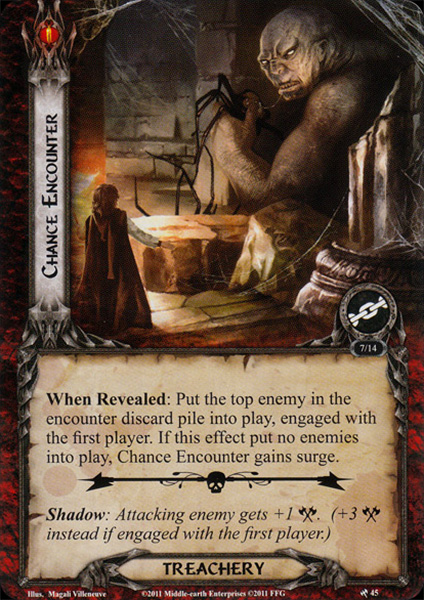 CHANCE ENCOUNTER
7/14
When Revealed: Put the top enemy in the
encounter discard pile into play, engaged with
the first player. If this effect put no enemies
into play, Chance Encounter gains surge.
Shadow: Attacking enemy gets +1 . (+3
instead if engaged with the first player.)
TREACHERY
Illus. Magali Villeneuve
©2011 Middle-earth Enterprises ©2011 FFG
45